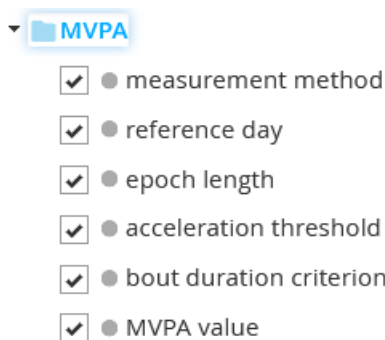 MVPA
measurement method
reference day
epoch length
acceleration threshold
bout duration criterion
MVPA value